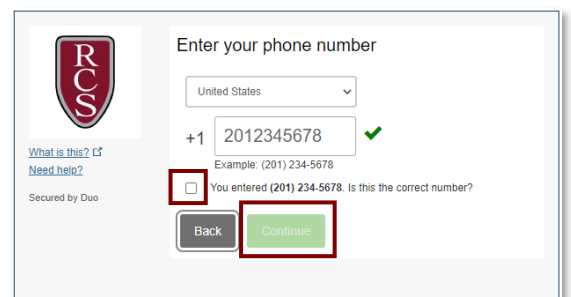 R
C
S
What is this?
Need help?
Secured by Duo
Enter your phone number
United States
+1 2012345678
Example: (201) 234-5678
You entered (201) 234-5678. Is this the correct number?
Back Continue